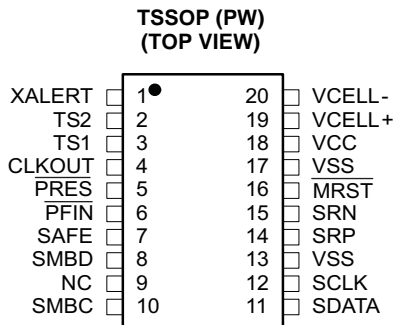 TSSOP (PW)
(TOP VIEW)
XALERT 1 20 VCELL-
TS2 2 19 VCELL+
TS1 3 18 VCC
CLKOUT 4 17 VSS
PRES 5 16 MRST
PFIN 6 15 SRN
SAFE 7 14 SRP
SMBD 8 13 VSS
NC 9 12 SCLK
SMBC 10 11 SDATA